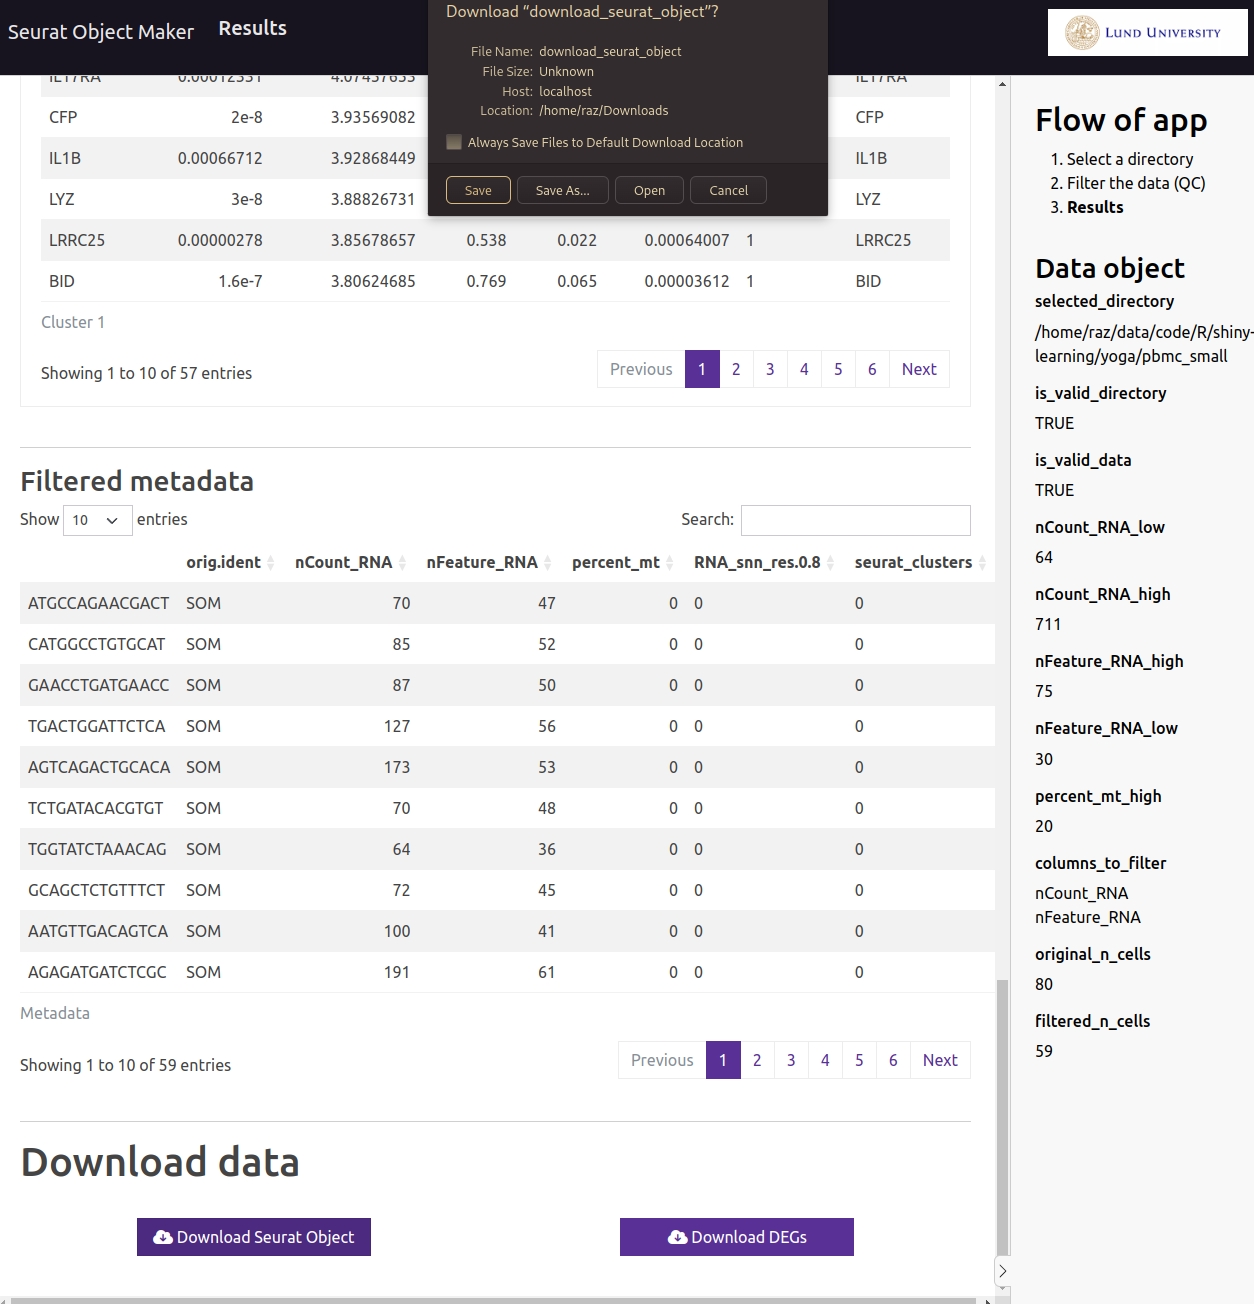 Seurat Object Maker
Results
Download “download_seurat_object”?
File Name: download_seurat_object
File Size: Unknown
Host: localhost
Location: /home/raz/Downloads
Always Save Files to Default Download Location
Save Save As... Open Cancel
LUND UNIVERSITY
IL17RA 0.00012331 4.07457633 IL17RA
CFP 2e-8 3.93569082 CFP
IL1B 0.00066712 3.92868449 IL1B
LYZ 3e-8 3.88826731 LYZ
LRRC25 0.00000278 3.85678657 0.538 0.022 0.00064007 1 LRRC25
BID 1.6e-7 3.80624685 0.769 0.065 0.00003612 1 BID
Cluster 1
Showing 1 to 10 of 57 entries
Previous 1 2 3 4 5 6 Next
Filtered metadata
Show 10 entries
Search:
orig.ident nCount_RNA nFeature_RNA percent_mt RNA_snn_res.0.8 seurat_clusters
ATGCCAGAACGACT SOM 70 47 0 0 0
CATGGCCTGTGCAT SOM 85 52 0 0 0
GAACCTGATGAACC SOM 87 50 0 0 0
TGACTGGATTCTCA SOM 127 56 0 0 0
AGTCAGACTGCACA SOM 173 53 0 0 0
TCTGATACACGTGT SOM 70 48 0 0 0
TGGTATCTAAACAG SOM 64 36 0 0 0
GCAGCTCTGTTTCT SOM 72 45 0 0 0
AATGTTGACAGTCA SOM 100 41 0 0 0
AGAGATGATCTCGC SOM 191 61 0 0 0
Metadata
Showing 1 to 10 of 59 entries
Previous 1 2 3 4 5 6 Next
Download data
Download Seurat Object
Download DEGs
Flow of app
1. Select a directory
2. Filter the data (QC)
3. Results
Data object
selected_directory
/home/raz/data/code/R/shiny-
learning/yoga/pbmc_small
is_valid_directory
TRUE
is_valid_data
TRUE
nCount_RNA_low
64
nCount_RNA_high
711
nFeature_RNA_high
75
nFeature_RNA_low
30
percent_mt_high
20
columns_to_filter
nCount_RNA
nFeature_RNA
original_n_cells
80
filtered_n_cells
59